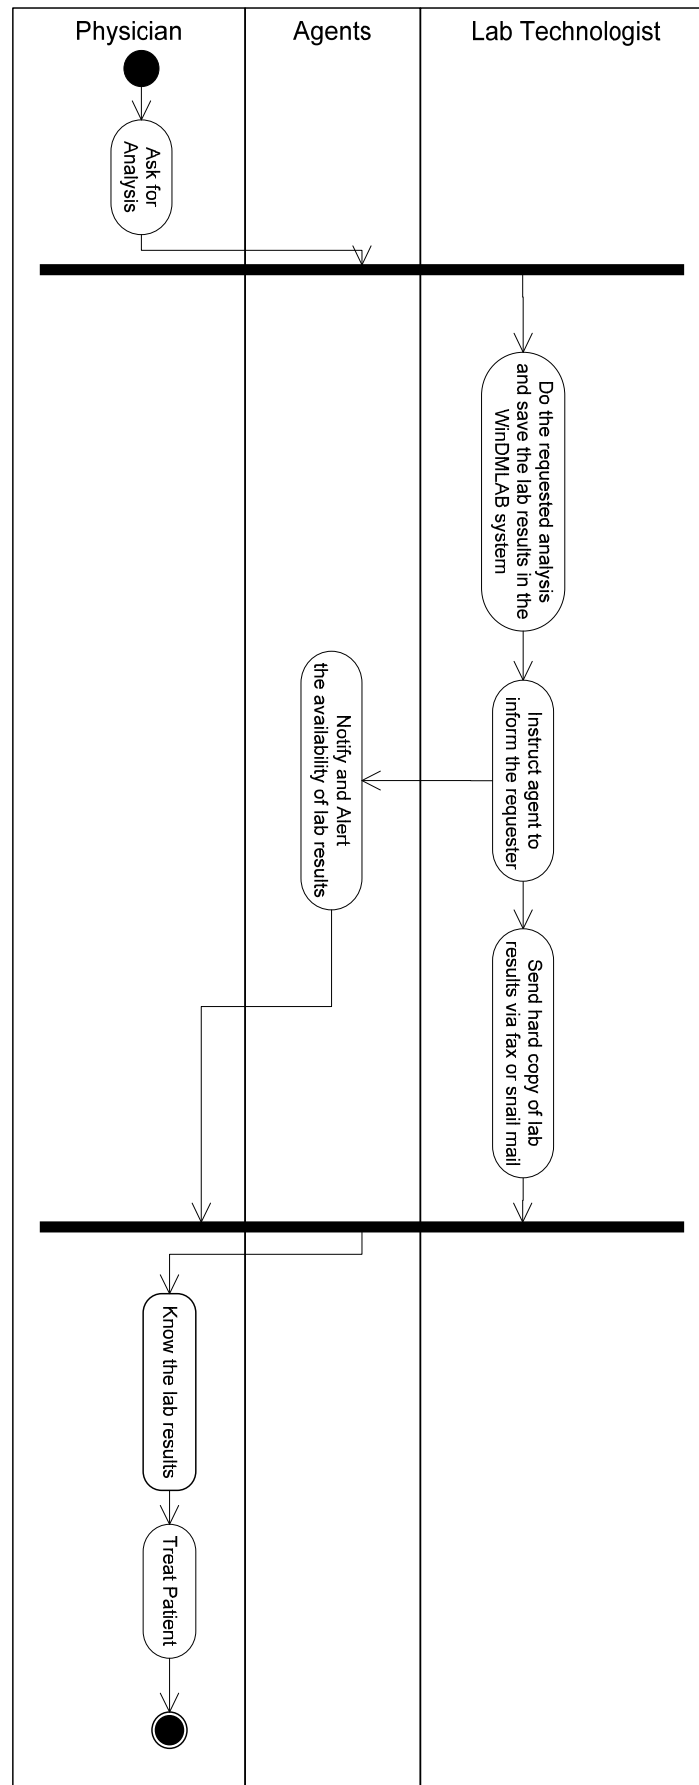 Physician
Agents
Lab Technologist
Ask for
Analysis
Do the requested analysis
and save the lab results in the
WinDMLAB system
Instruct agent to
inform the requester
Notify and Alert
the availability of lab results
Send hard copy of lab
results via fax or snail mail
Know the lab results
Treat Patient